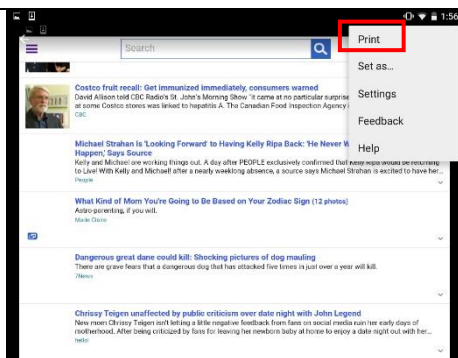 1:56
Search
Print
Set as...
Settings
Feedback
Help
Costco fruit recall: Get immunized immediately, consumers warned
David Allison told CBC Radio's St. John's Morning Show "it came at no particular surprise
at some Costco stores was linked to hepatitis A. The Canadian Food Inspection Agency
CBC
Michael Strahan is 'Looking Forward' to Having Kelly Ripa Back: 'He Never W
Happen,' Says Source
Kelly and Michael are working things out. A day after PEOPLE exclusively confirmed that Kelly Ripa would be returning
to Live! With Kelly and Michael! after a nearly weeklong absence, a source says Michael Strahan is excited to have her...
People
What Kind of Mom You're Going to Be Based on Your Zodiac Sign (12 photos)
Astro-parenting, if you will.
Marie Claire
Dangerous great dane could kill: Shocking pictures of dog mauling
There are grave fears that a dangerous dog that has attacked five times in just over a year will kill.
7News
Chrissy Teigen unaffected by public criticism over date night with John Legend
New mom Chrissy Teigen isn't letting a little negative feedback from fans on social media ruin her early days of
motherhood. After being criticized by fans for leaving her newborn baby at home to enjoy a date night out with her...
hello!